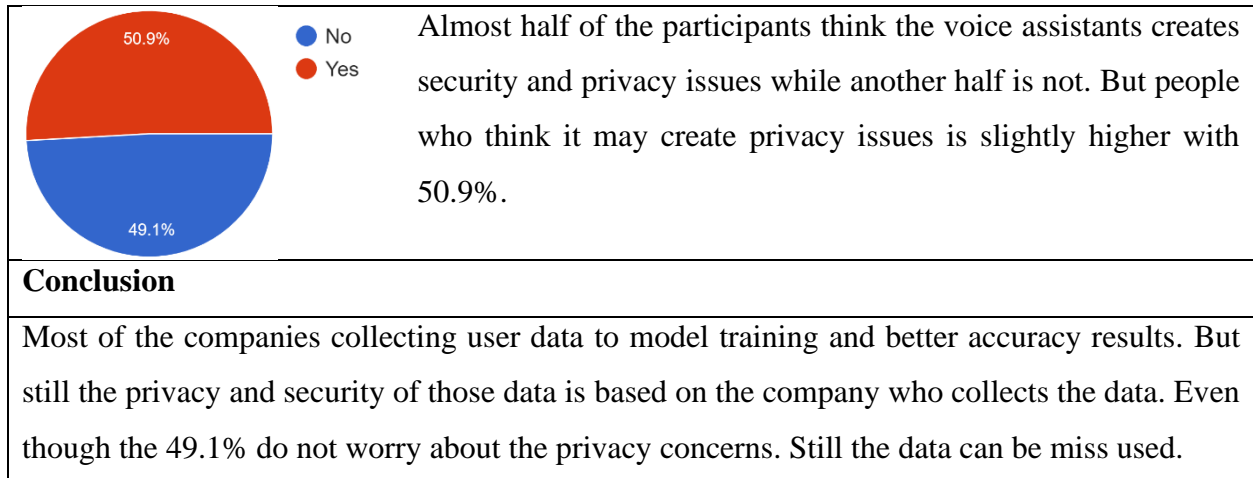 50.9%
49.1%
No
Yes
Almost half of the participants think the voice assistants creates
security and privacy issues while another half is not. But people
who think it may create privacy issues is slightly higher with
50.9%.
Conclusion
Most of the companies collecting user data to model training and better accuracy results. But
still the privacy and security of those data is based on the company who collects the data. Even
though the 49.1% do not worry about the privacy concerns. Still the data can be miss used.